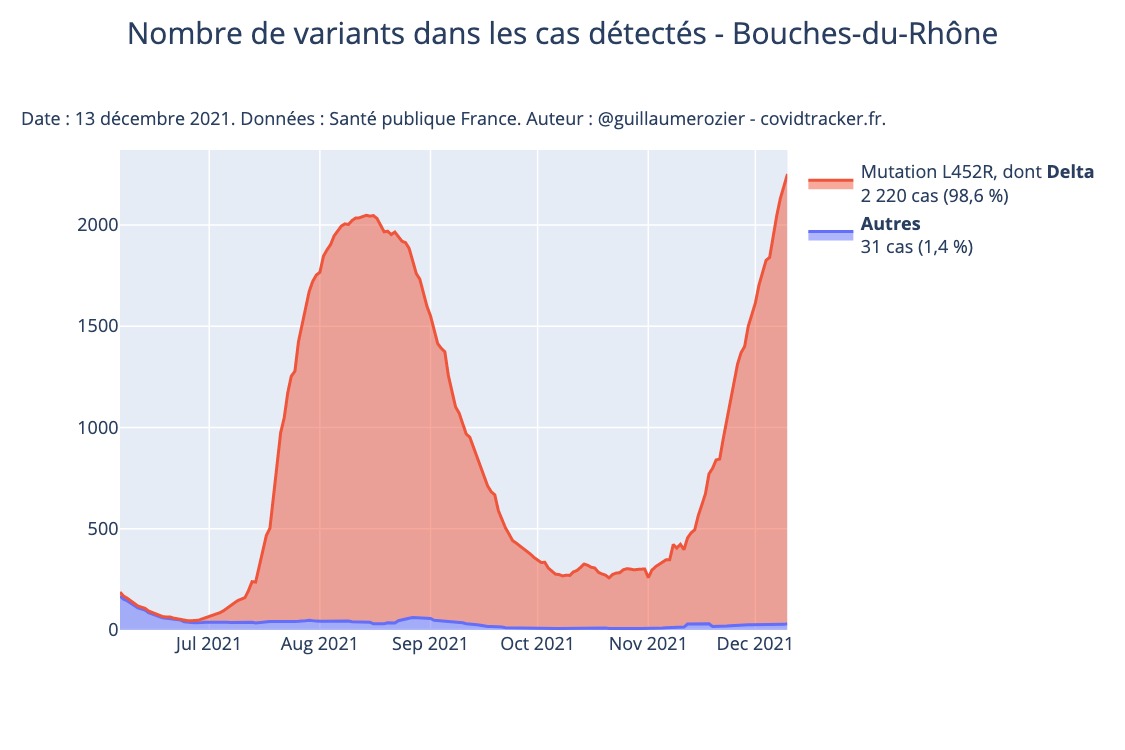 Nombre de variants dans les cas détectés - Bouches-du-Rhône
Date : 13 décembre 2021. Données : Santé publique France. Auteur : @guillaumerozier - covidtracker.fr.
Mutation L452R, dont Delta
2 220 cas (98,6 %)
Autres
31 cas (1,4 %)
2000
1500
1000
500
0
Jul 2021 Aug 2021 Sep 2021 Oct 2021 Nov 2021 Dec 2021